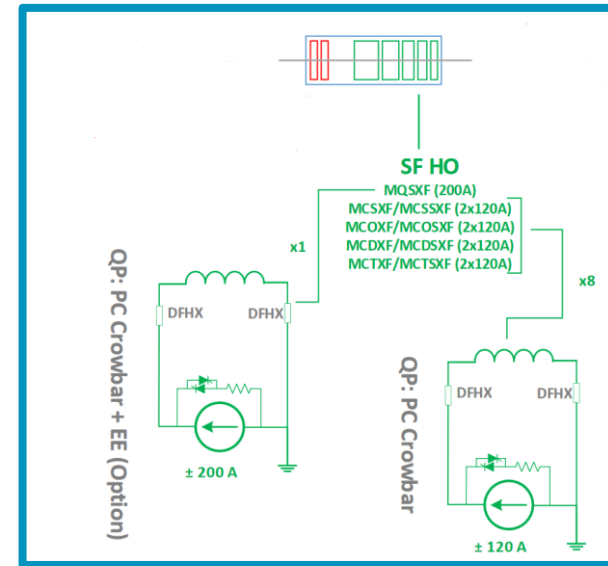 SF HO
MQSXF (200A)
MCSXF/MCSSXF (2x120A)
MCOXF/MCOSXF (2x120A)
MCDXF/MCDSXF (2x120A)
MCTXF/MCTSXF (2x120A)
x1
x8
QP: PC Crowbar + EE (Option)
DFHX
DFHX
± 200 A
QP: PC Crowbar
DFHX
DFHX
± 120 A